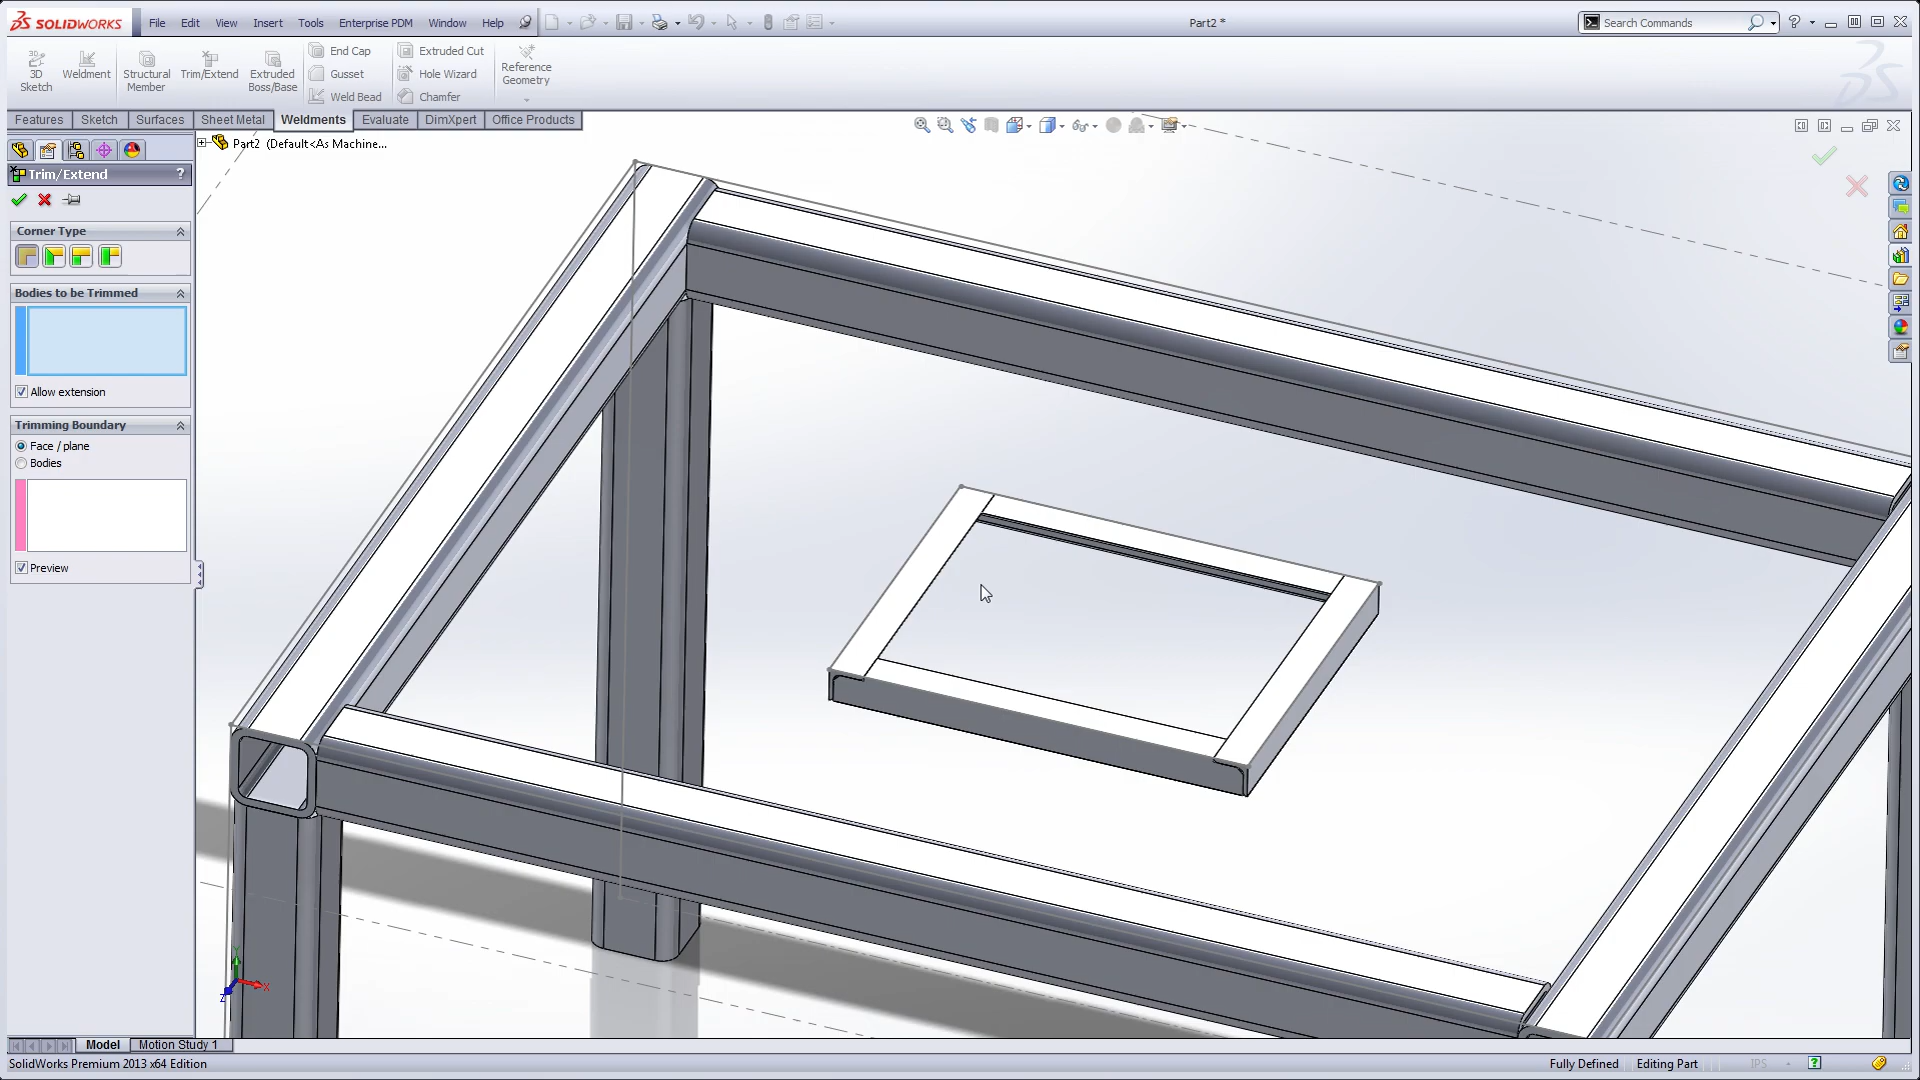 SOLIDWORKS File Edit View Insert Tools Enterprise PDM Window Help Part2 * Search Commands
3D Sketch
Weldment
Structural Member
Trim/Extend
Extruded Boss/Base
End Cap
Gusset
Weld Bead
Extruded Cut
Hole Wizard
Chamfer
Reference Geometry
Features Sketch Surfaces Sheet Metal Weldments Evaluate DimXpert Office Products
Part2 (Default<As Machine...
Trim/Extend ?
Corner Type
Bodies to be Trimmed
Allow extension
Trimming Boundary
Face / plane
Bodies
Preview
Y
X
Z
Model Motion Study 1
SolidWorks Premium 2013 x64 Edition Fully Defined Editing Part IPS